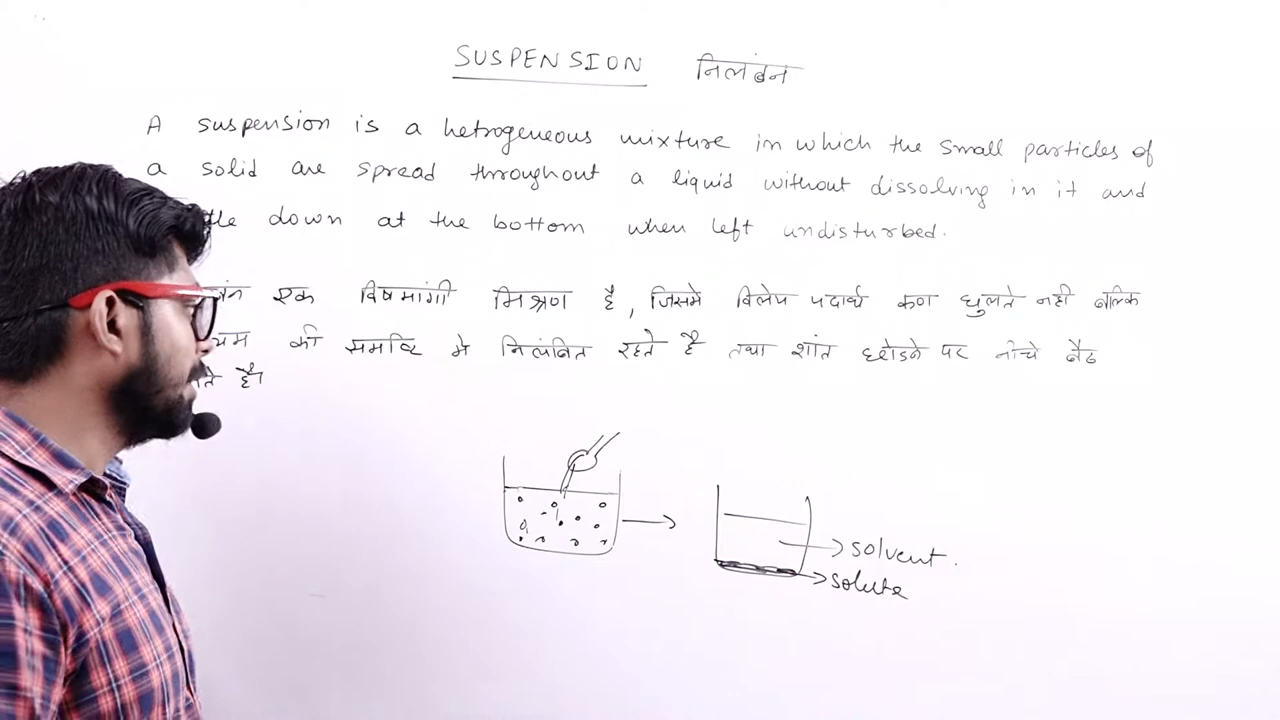 SUSPENSION निलंबन
A suspension is a hetrogeneous mixture in which the small particles of
a solid are spread throughout a liquid without dissolving in it and
down at the bottom when left undisturbed.
एक विषमांगी मिश्रण है, जिसमे विलेय पदार्थ कण घुलते नही बल्कि
की समष्टि मे निलंबित रहते है तथा शांत छोडने पर नीचे बैठ
है।
solvent.
solute